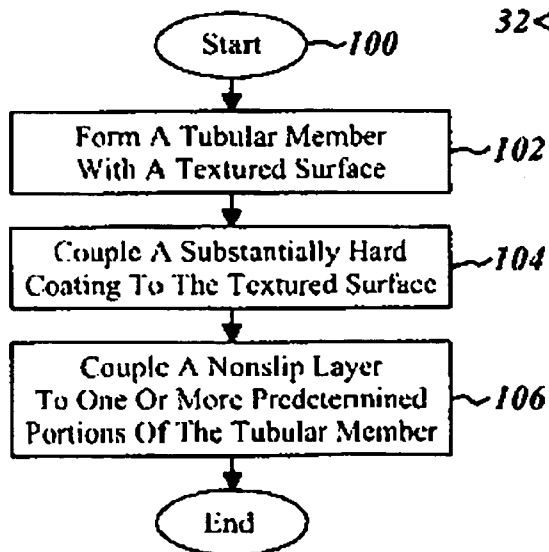 32<
Start 100
Form A Tubular Member
With A Textured Surface
102
Couple A Substantially Hard
Coating To The Textured Surface
104
Couple A Nonslip Layer
To One Or More Predetermined
Portions Of The Tubular Member
106
End